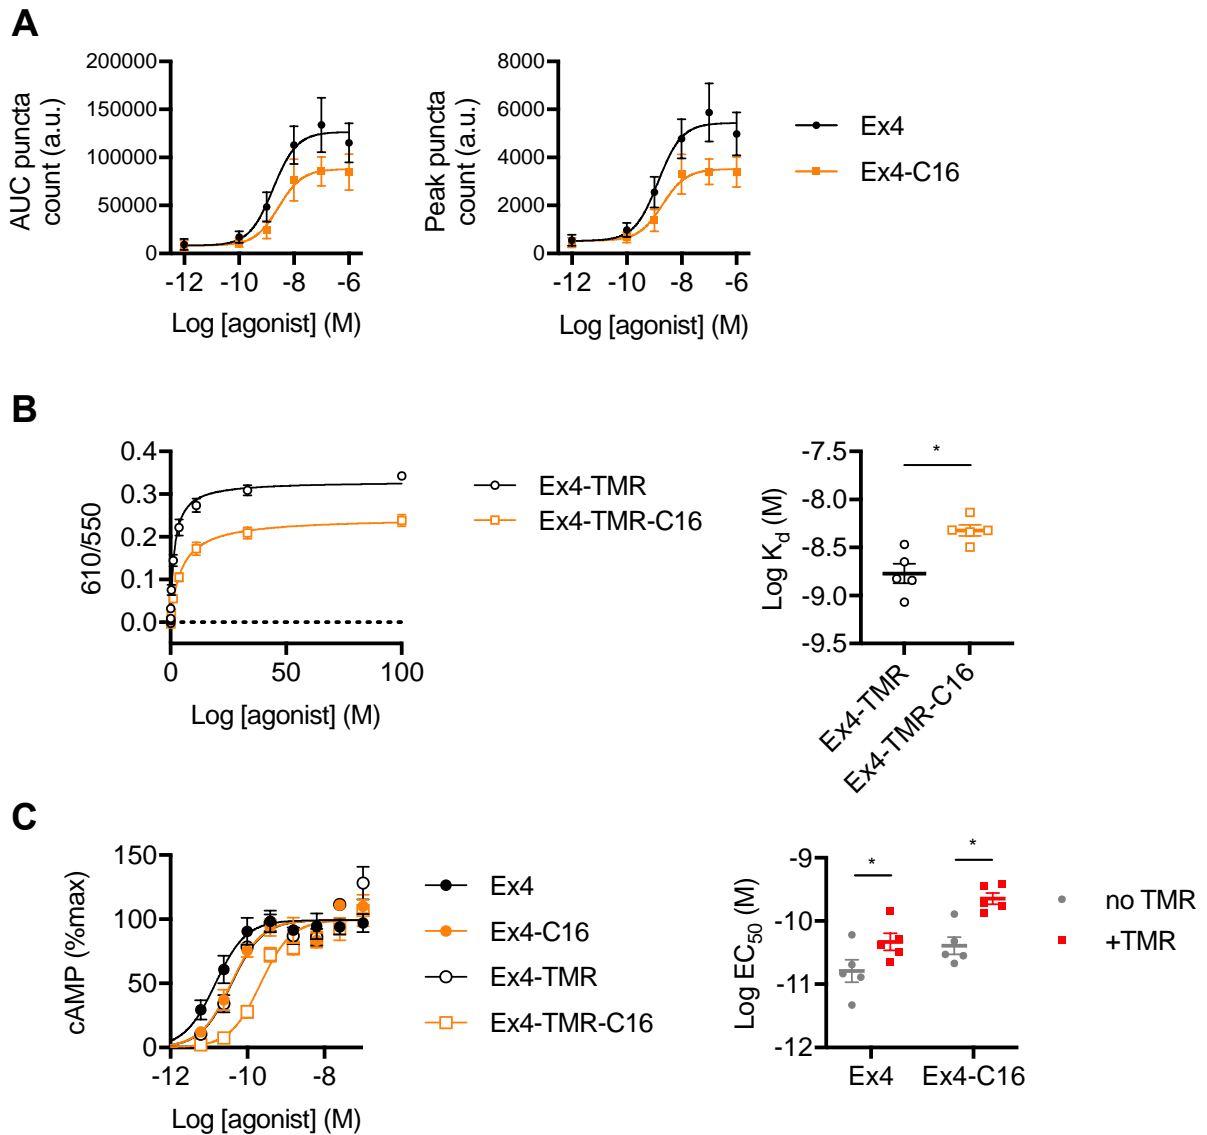 A
AUC puncta
count (a.u.)
200000
150000
100000
50000
0
-12 -10 -8 -6
Log [agonist] (M)
Peak puncta
count (a.u.)
8000
6000
4000
2000
0
-12 -10 -8 -6
Log [agonist] (M)
Ex4
Ex4-C16
B
610/550
0.4
0.3
0.2
0.1
0.0
0 50 100
Log [agonist] (M)
Ex4-TMR
Ex4-TMR-C16
Log Kd (M)
-7.5
-8.0
-8.5
-9.0
-9.5
*
Ex4-TMR
Ex4-TMR-C16
C
cAMP (%max)
150
100
50
0
-12 -10 -8
Log [agonist] (M)
Ex4
Ex4-C16
Ex4-TMR
Ex4-TMR-C16
Log EC50 (M)
-9
-10
-11
-12
*
*
Ex4 Ex4-C16
no TMR
+TMR